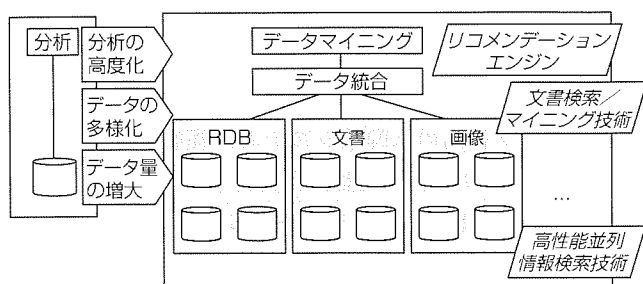 分析
分析の
高度化
データの
多様化
データ量
の増大
データマイニング
データ統合
RDB
文書
画像
リコメンデーション
エンジン
文書検索／
マイニング技術
…
高性能並列
情報検索技術